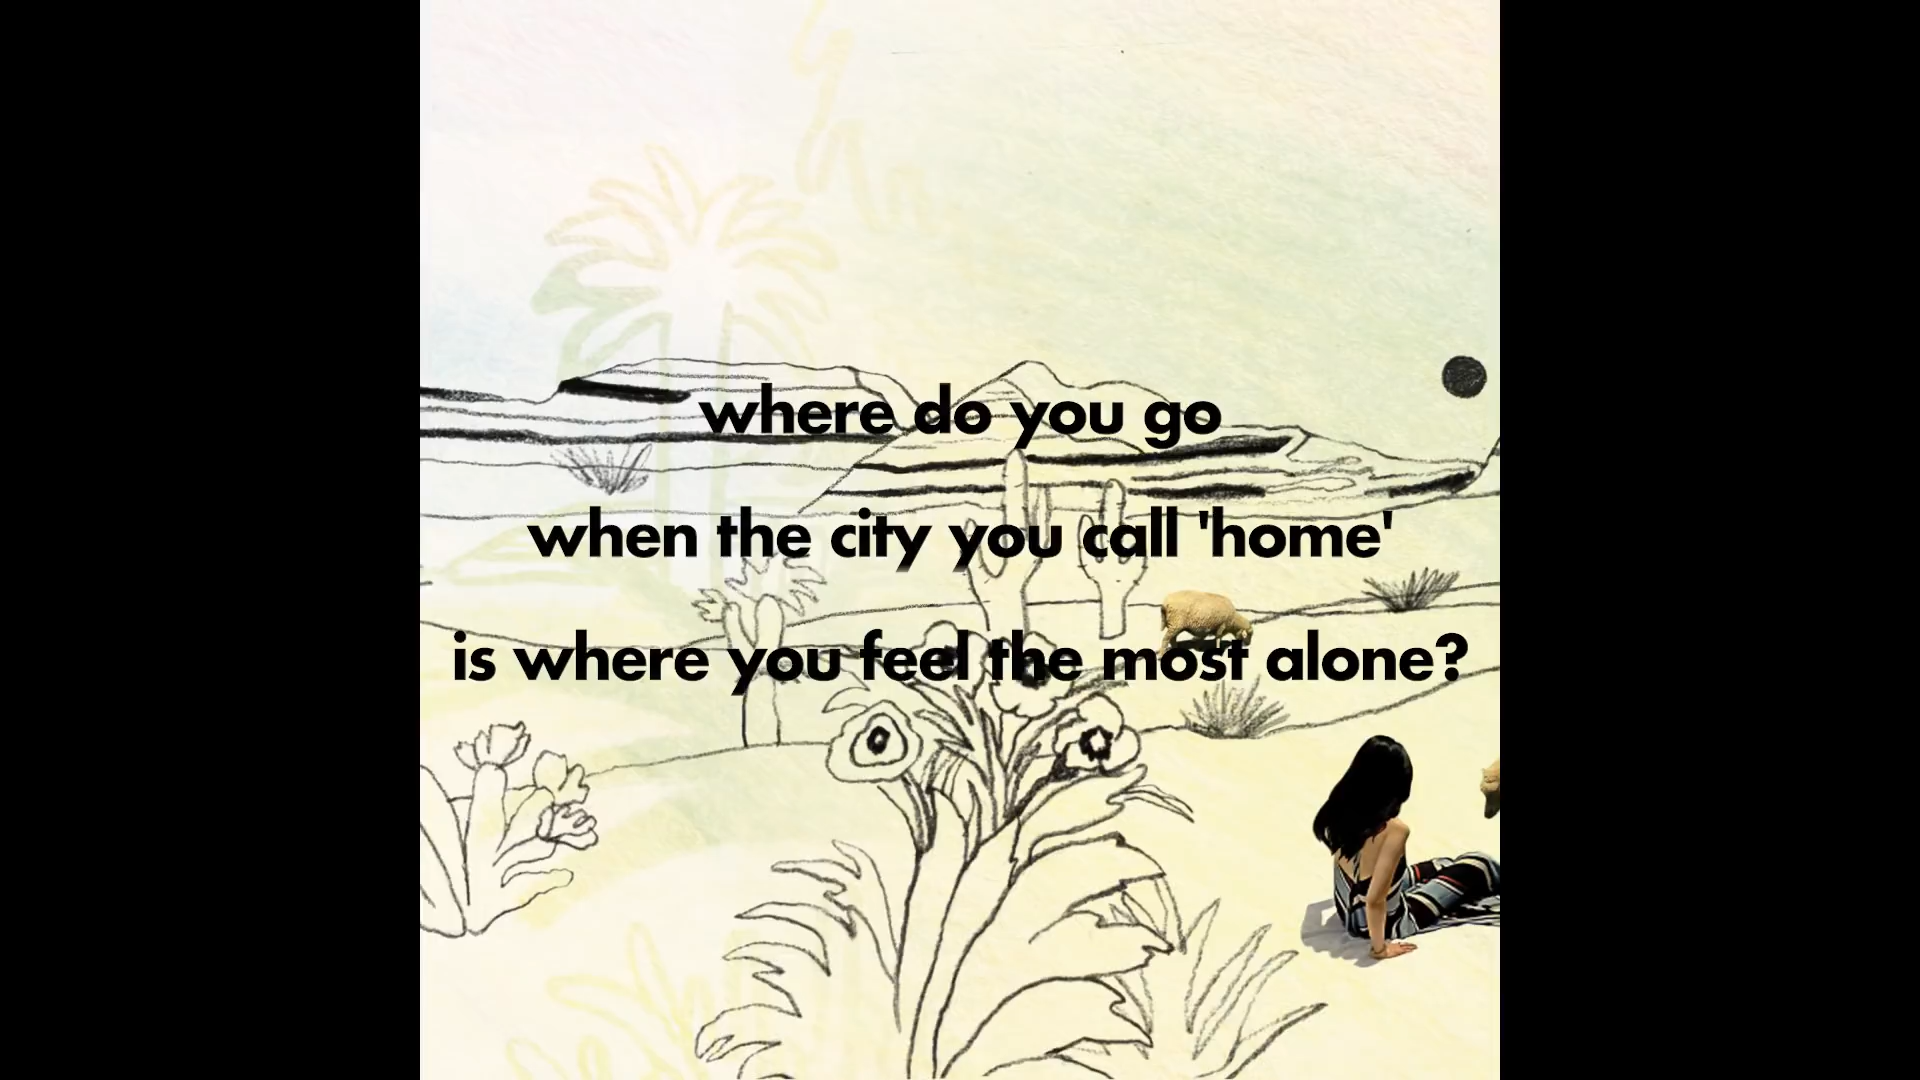 where do you go
when the city you call 'home'
is where you feel the most alone?